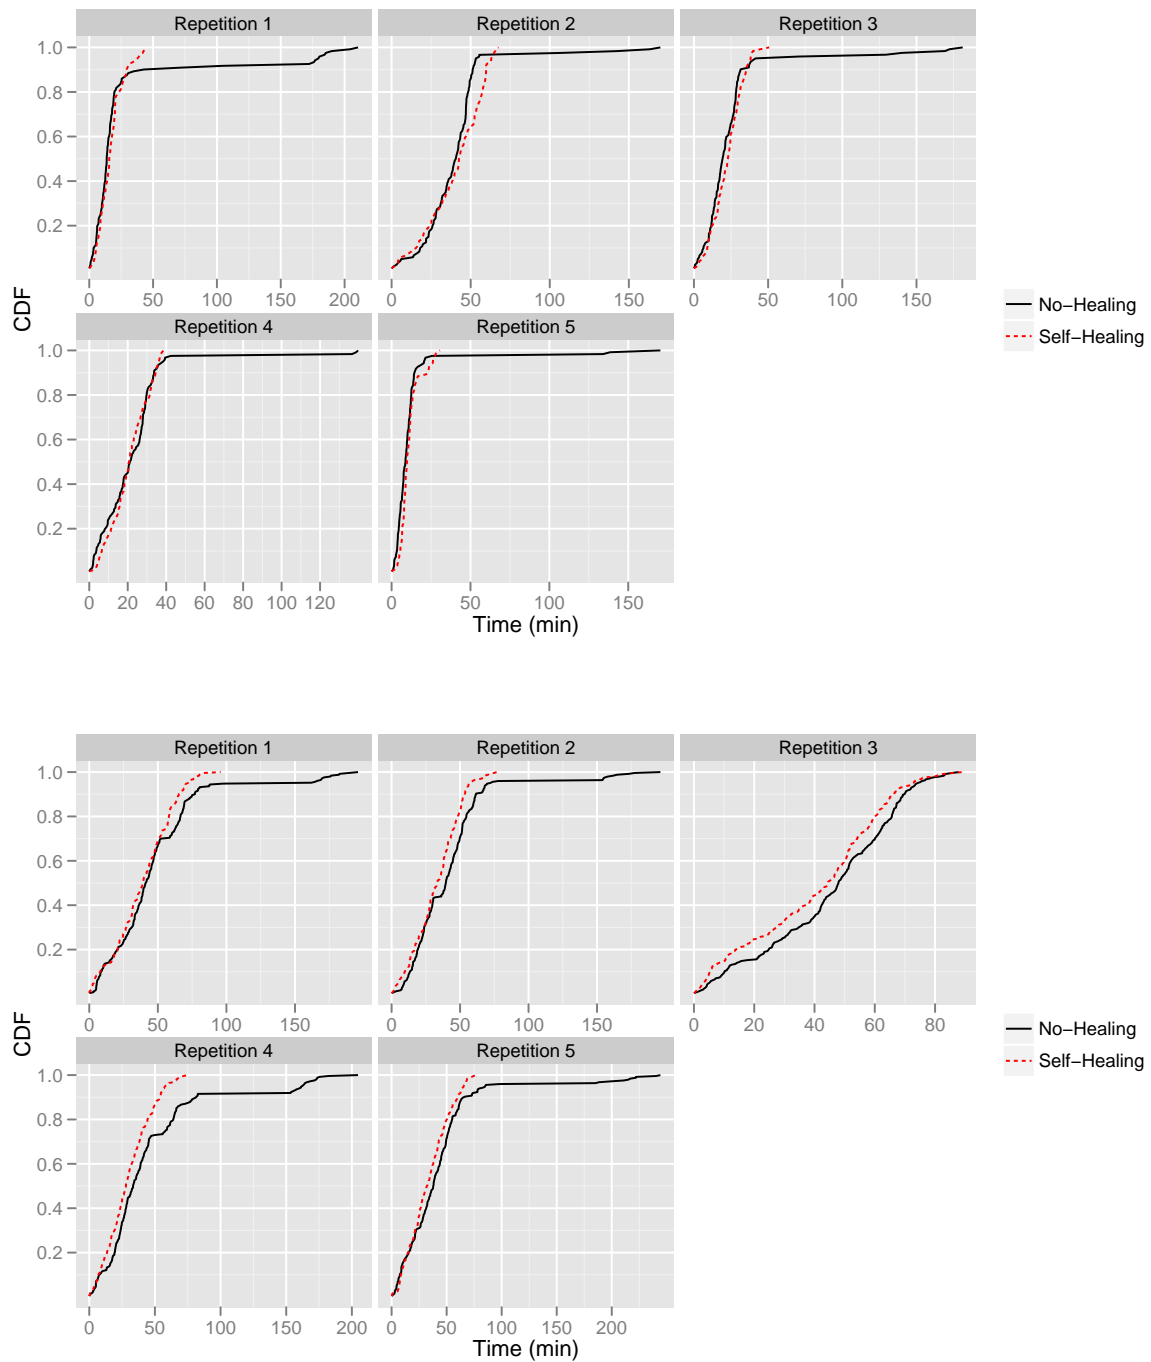 Repetition 1 Repetition 2 Repetition 3
1.0
0.8
0.6
0.4
0.2
0 50 100 150 200 0 50 100 150 0 50 100 150
CDF
No−Healing
Self−Healing
Repetition 4 Repetition 5
1.0
0.8
0.6
0.4
0.2
0 20 40 60 80 100 120 0 50 100 150
Time (min)
Repetition 1 Repetition 2 Repetition 3
1.0
0.8
0.6
0.4
0.2
0 50 100 150 0 50 100 150 0 20 40 60 80
CDF
No−Healing
Self−Healing
Repetition 4 Repetition 5
1.0
0.8
0.6
0.4
0.2
0 50 100 150 200 0 50 100 150 200
Time (min)